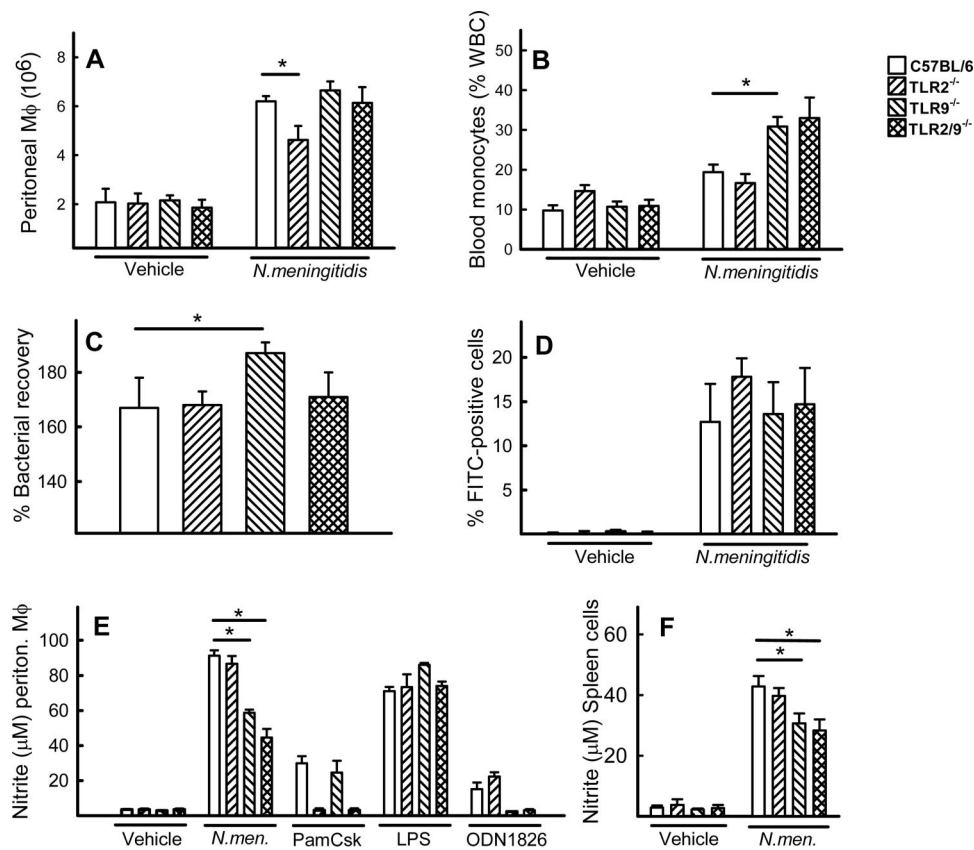 A
Peritoneal Mϕ (10⁶)
8
6
4
2
*
Vehicle
N.meningitidis
B
Blood monocytes (% WBC)
50
40
30
20
10
0
*
Vehicle
N.meningitidis
C57BL/6
TLR2⁻/⁻
TLR9⁻/⁻
TLR2/9⁻/⁻
C
% Bacterial recovery
180
160
140
*
D
% FITC-positive cells
20
15
10
5
Vehicle
N.meningitidis
E
Nitrite (μM) periton. Mϕ
100
80
60
40
20
*
*
Vehicle
N.men.
PamCsk
LPS
ODN1826
F
Nitrite (μM) Spleen cells
60
40
20
*
*
Vehicle
N.men.